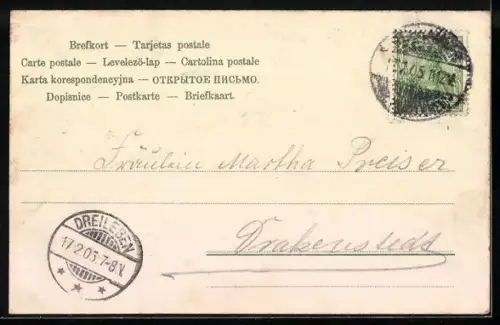 Brefkort — Tarjetas postale
Carte postale — Levelező-lap — Cartolina postale
Karta korespondencyjna — ОТКРЫТОЕ ПИСЬМО.
Dopisnice — Postkarte — Briefkaart.
Fräulein Martha Preiser
Drakenstedt
DREILEBEN
17.2.05.7-8.V.